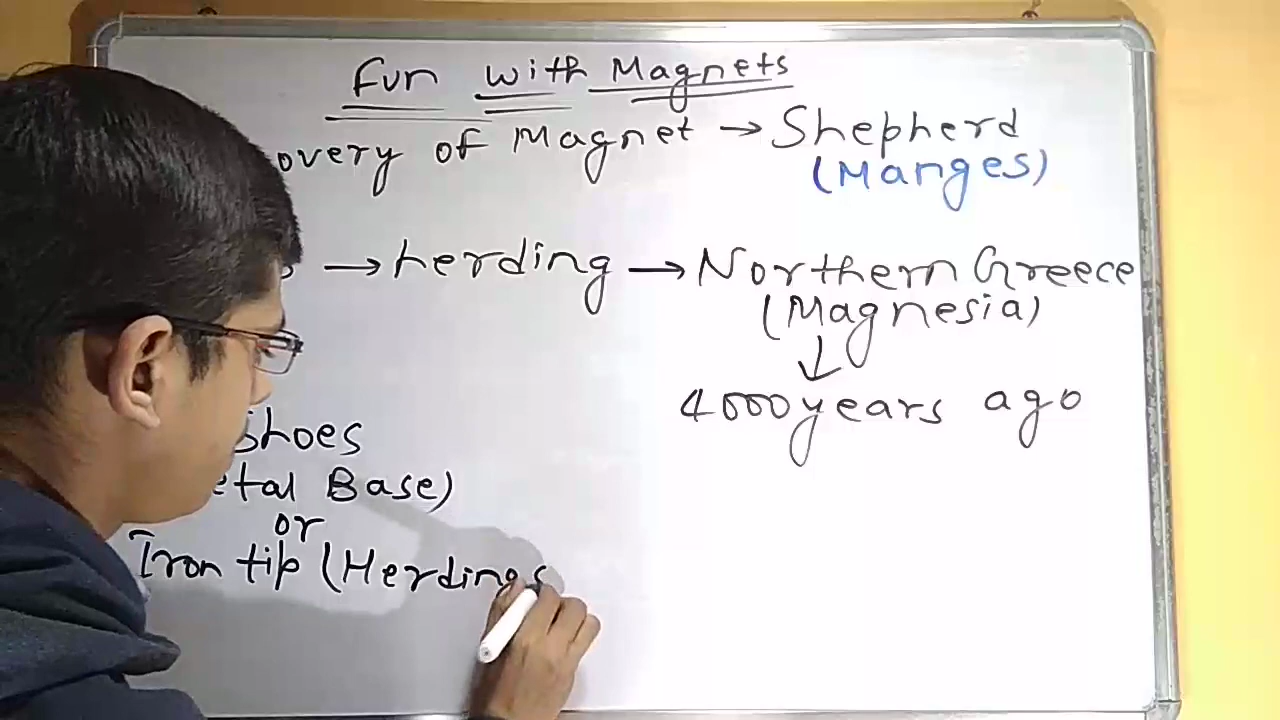 Fun with Magnets
overy of Magnet → Shepherd
(Manges)
→ herding → Northern Greece
(Magnesia)
↓
4000 years ago
Shoes
etal Base)
or
Iron tip (Herding s